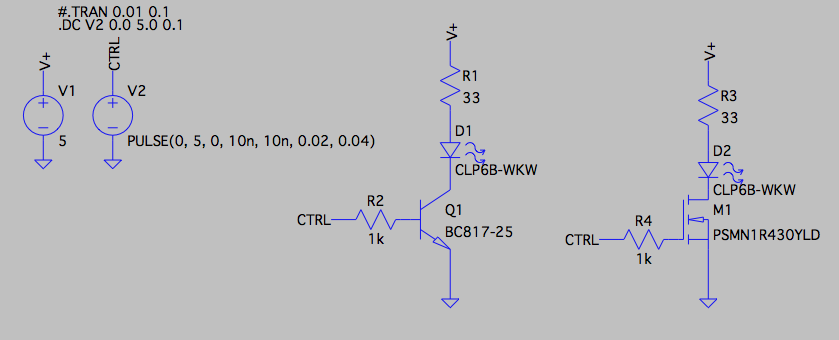 #.TRAN 0.01 0.1
.DC V2 0.0 5.0 0.1
V+
V1
5
CTRL
V2
PULSE(0, 5, 0, 10n, 10n, 0.02, 0.04)
V+
R1
33
D1
CLP6B-WKW
CTRL
R2
1k
Q1
BC817-25
V+
R3
33
D2
CLP6B-WKW
CTRL
R4
1k
M1
PSMN1R430YLD